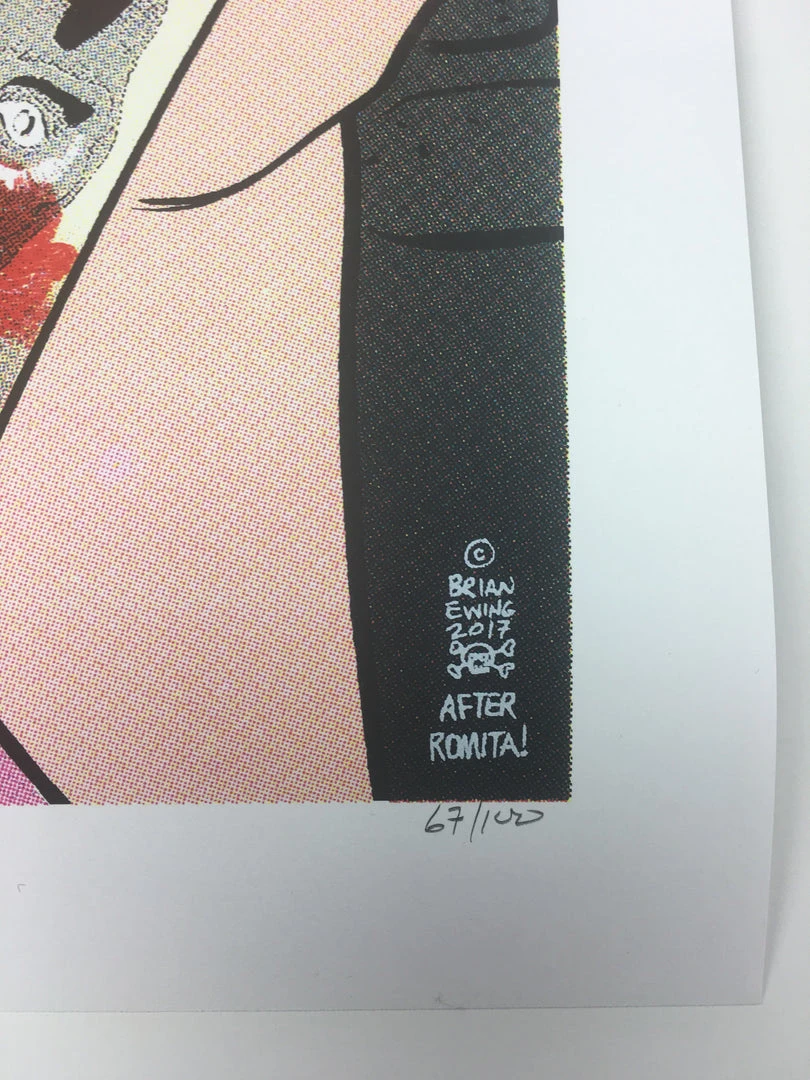 ©
BRIAN
EWING
2017
AFTER
ROMITA!
67/100